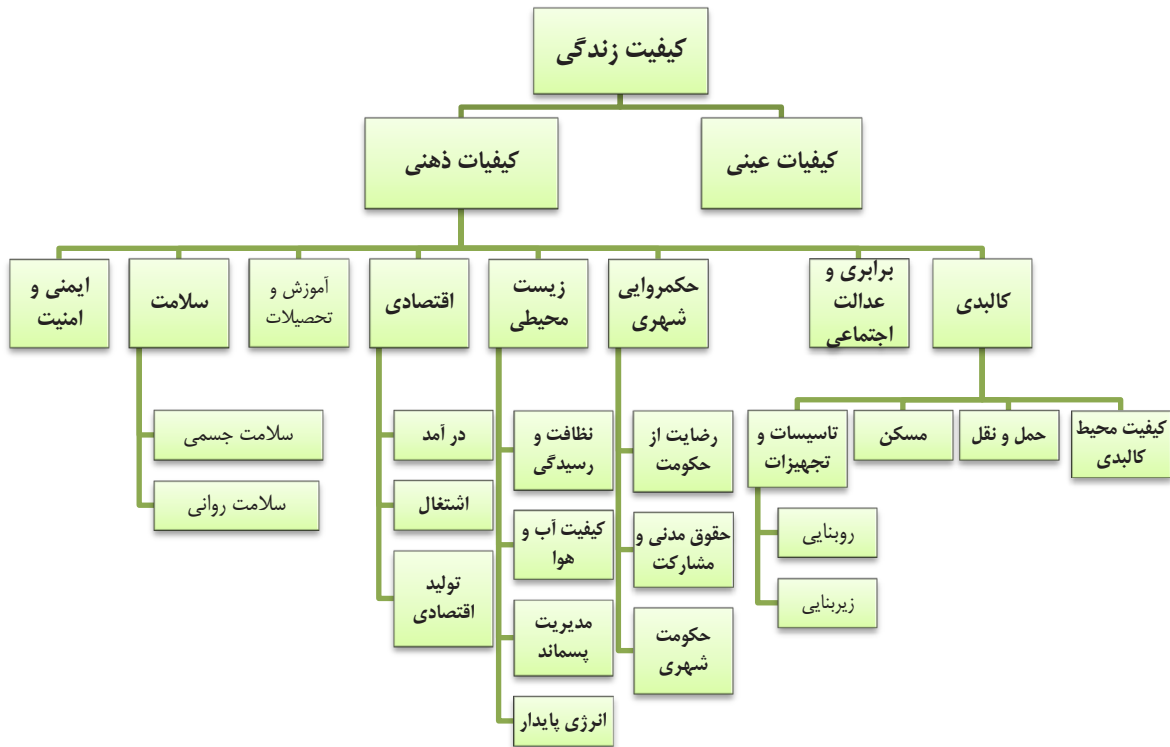 کیفیت زندگی
کیفیات عینی
کیفیات ذهنی
کالبدی
برابری و
عدالت
اجتماعی
حکمروایی
شهری
زیست
محیطی
اقتصادی
آموزش و
تحصیلات
سلامت
ایمنی و
امنیت
کیفیت محیط
کالبدی
حمل و نقل
مسکن
تاسیسات و
تجهیزات
روبنایی
زیربنایی
رضایت از
حکومت
حقوق مدنی و
مشارکت
حکومت
شهری
نظافت و
رسیدگی
کیفیت آب و
هوا
مدیریت
پسماند
انرژی پایدار
در آمد
اشتغال
تولید
اقتصادی
سلامت جسمی
سلامت روانی